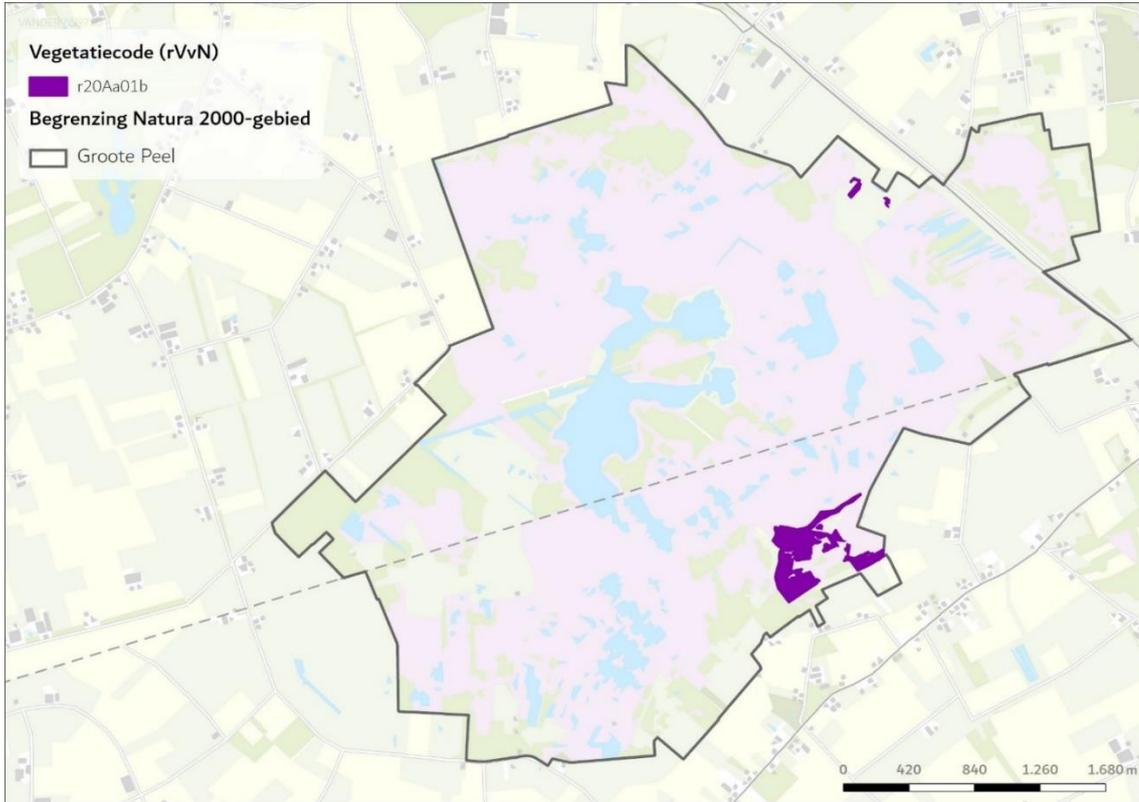 Vegetatiecode (rVvN)
r20Aa01b
Begrenzing Natura 2000-gebied
Groote Peel
0 420 840 1.260 1.680 m